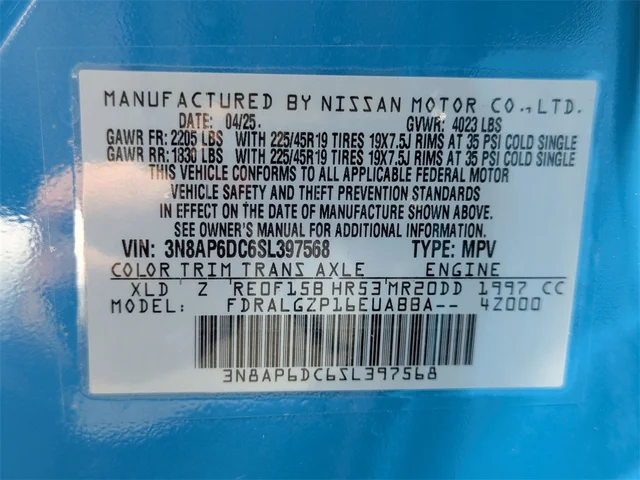 MANUFACTURED BY NISSAN MOTOR CO., LTD.
DATE: 04/25. GVWR: 4023 LBS
GAWR FR: 2205 LBS WITH 225/45R19 TIRES 19X7.5J RIMS AT 35 PSI COLD SINGLE
GAWR RR: 1830 LBS WITH 225/45R19 TIRES 19X7.5J RIMS AT 35 PSI COLD SINGLE
THIS VEHICLE CONFORMS TO ALL APPLICABLE FEDERAL MOTOR
VEHICLE SAFETY AND THEFT PREVENTION STANDARDS
IN EFFECT ON THE DATE OF MANUFACTURE SHOWN ABOVE.
SEE OWNER'S MANUAL FOR ADDITIONAL INFORMATION.
VIN: 3N8AP6DC6SL397568 TYPE: MPV
COLOR TRIM TRANS AXLE ENGINE
XLD Z RE0F15B HR53 MR20DD 1997 CC
MODEL: FDRALGZP16EUA88A-- 4Z000
3N8AP6DC6SL397568